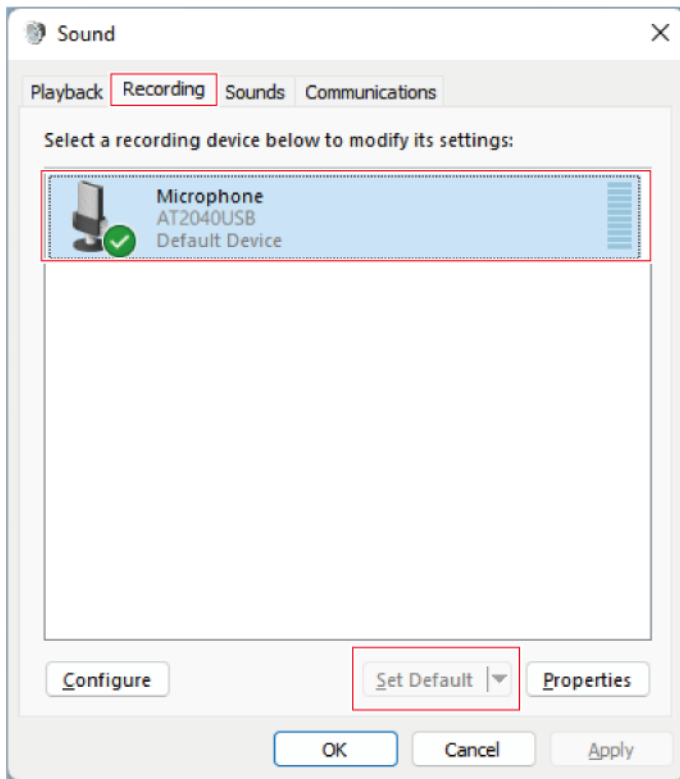 Sound
Playback Recording Sounds Communications
Select a recording device below to modify its settings:
Microphone
AT2040USB
Default Device
Configure Set Default Properties
OK Cancel Apply